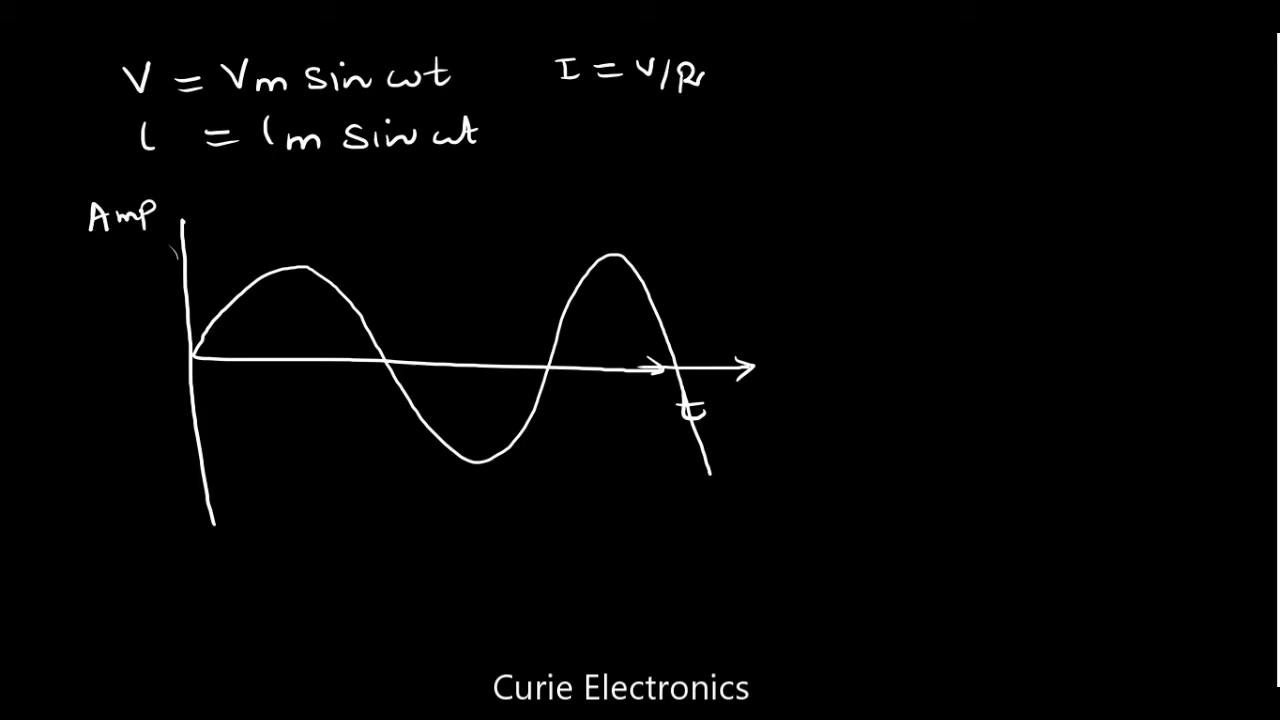 V = Vm sin ωt I = V/R
i = im sin ωt
Amp
t
Curie Electronics